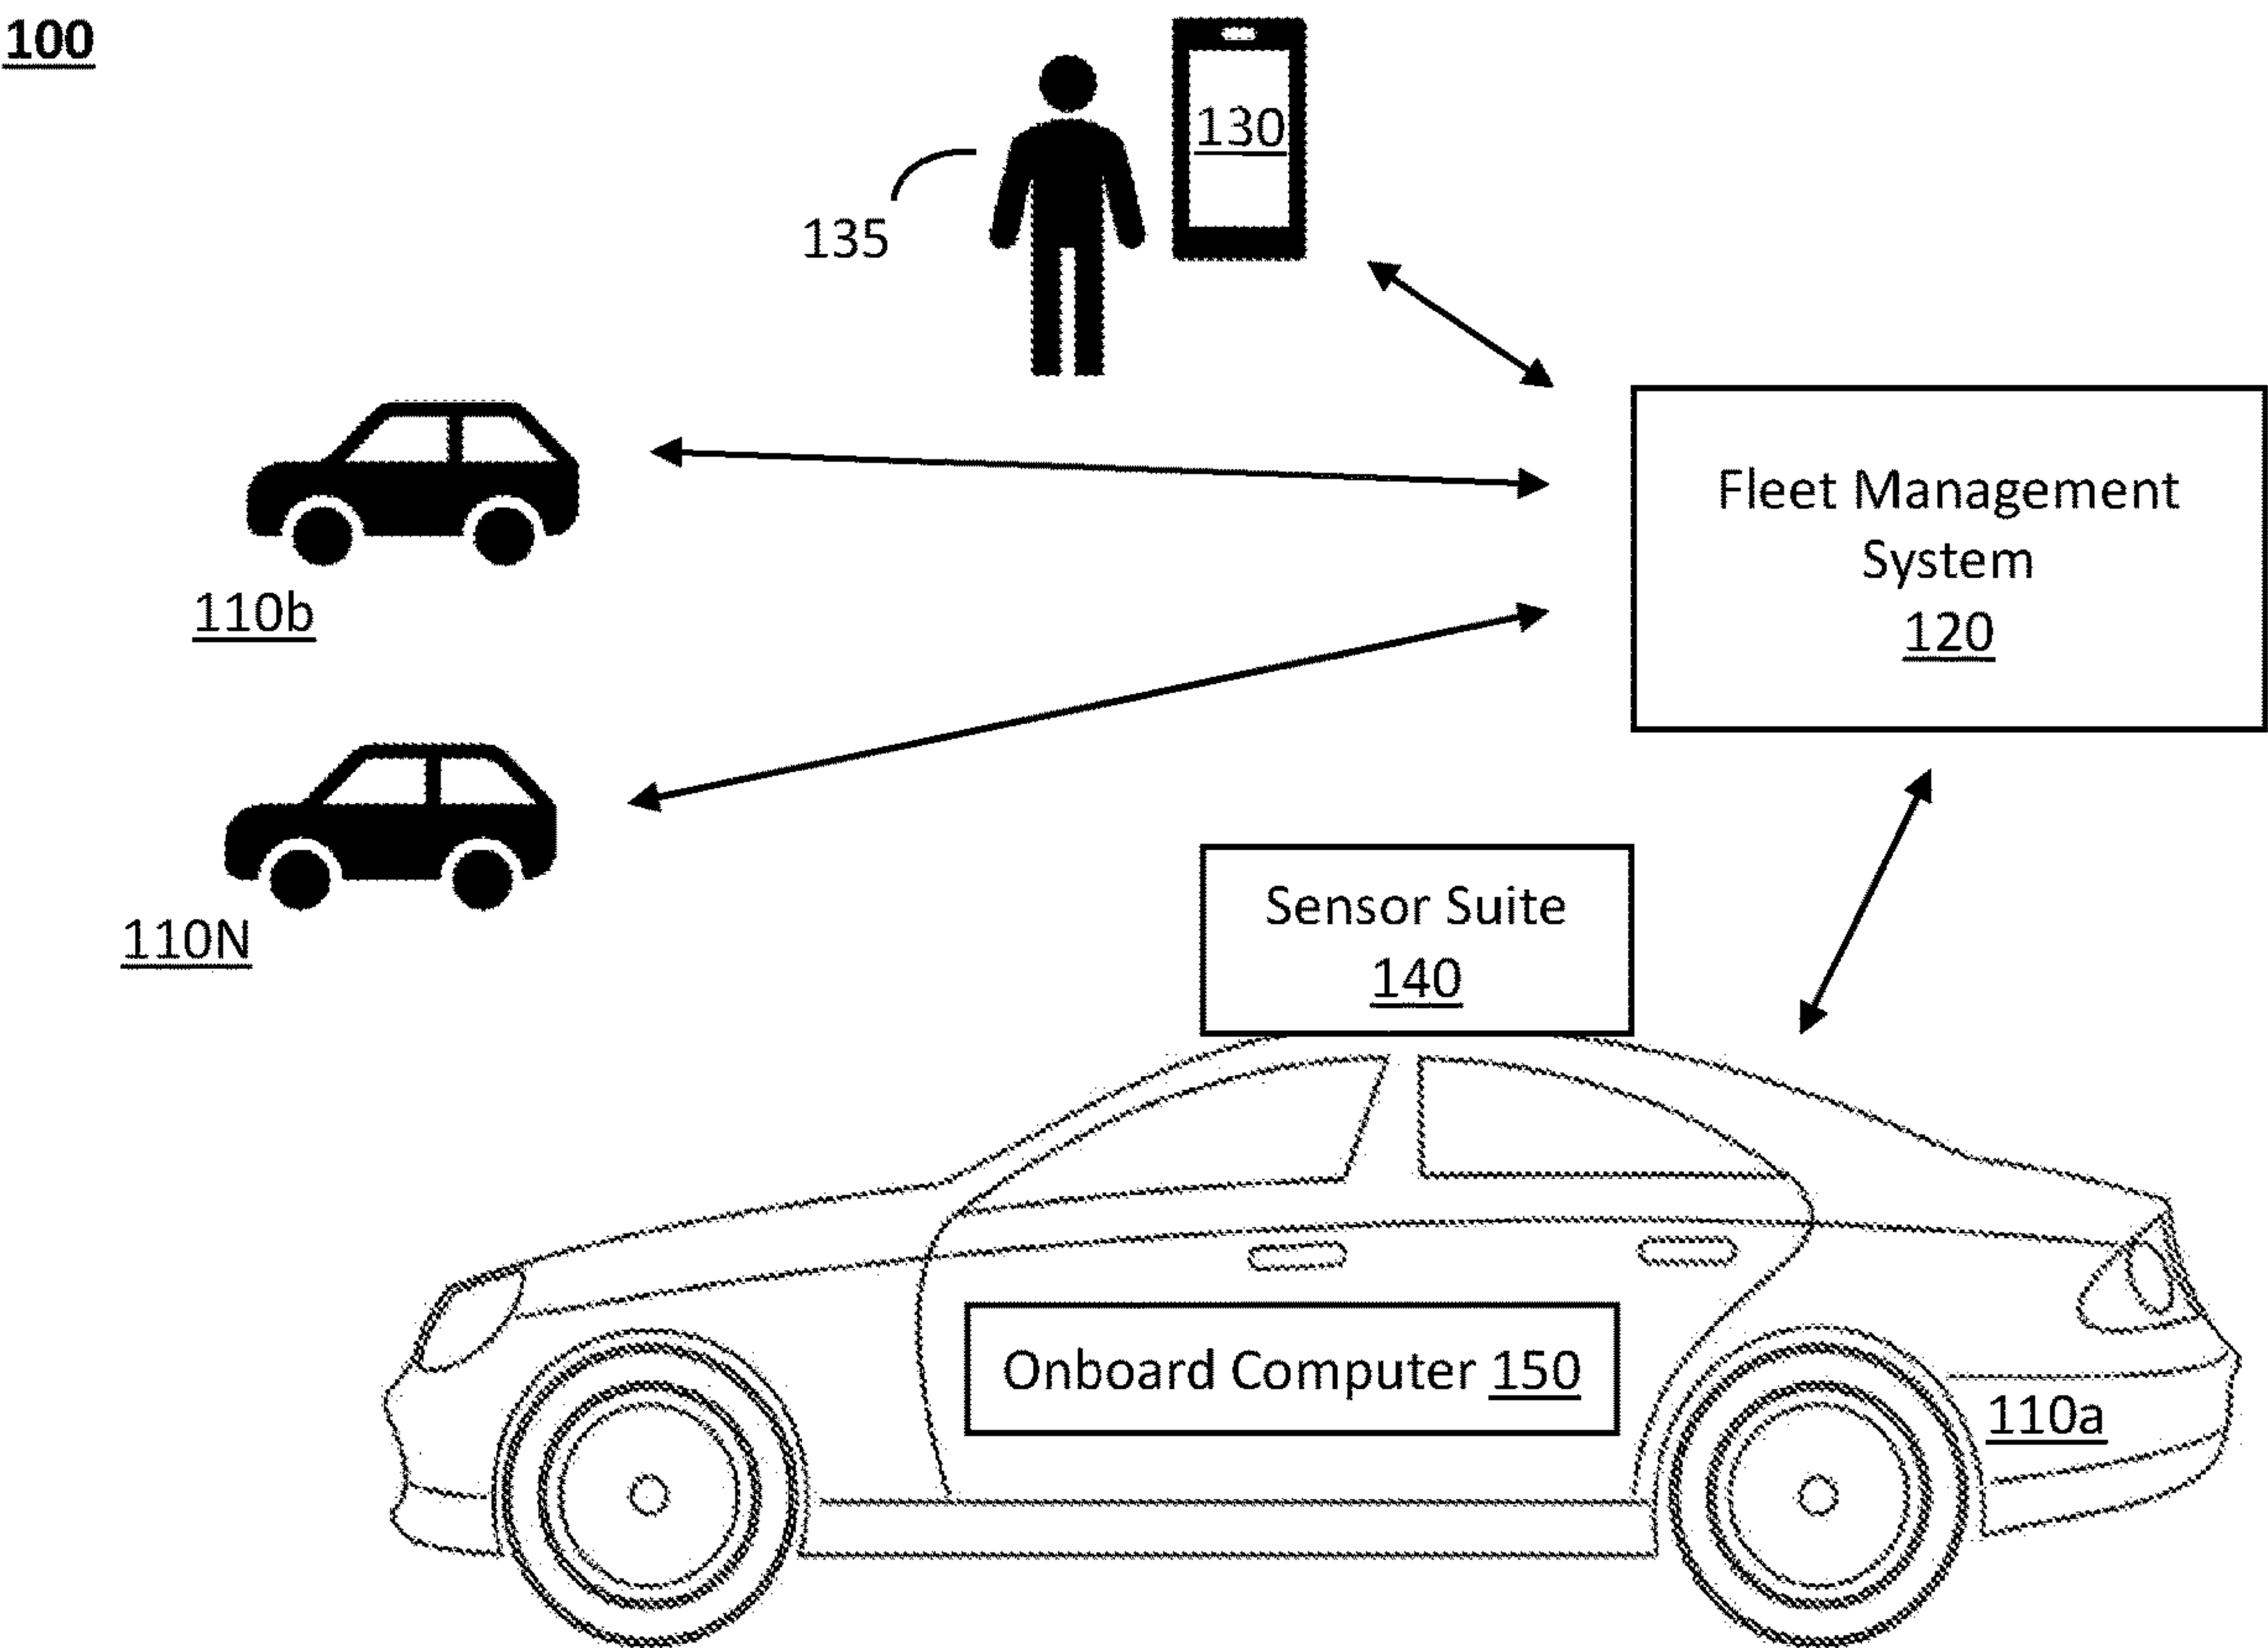 100
130
135
110b
Fleet Management
System
120
110N
Sensor Suite
140
Onboard Computer 150
110a